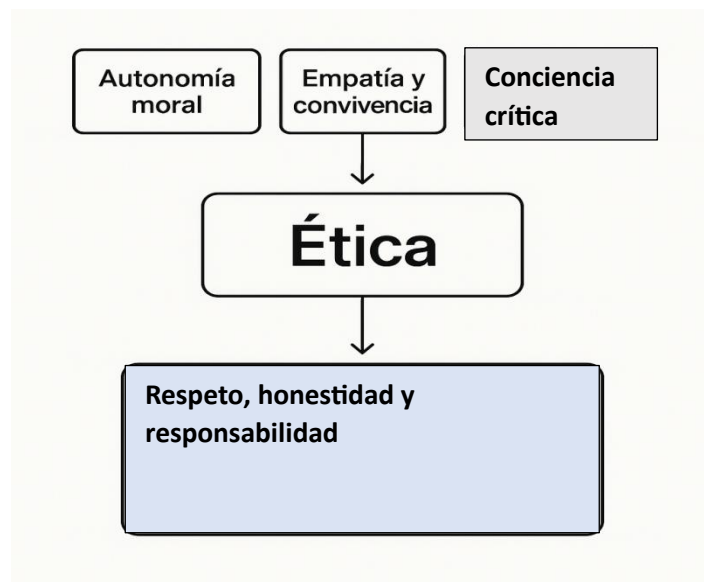 Autonomía
moral
Empatía y
convivencia
Conciencia
crítica
Ética
Respeto, honestidad y
responsabilidad